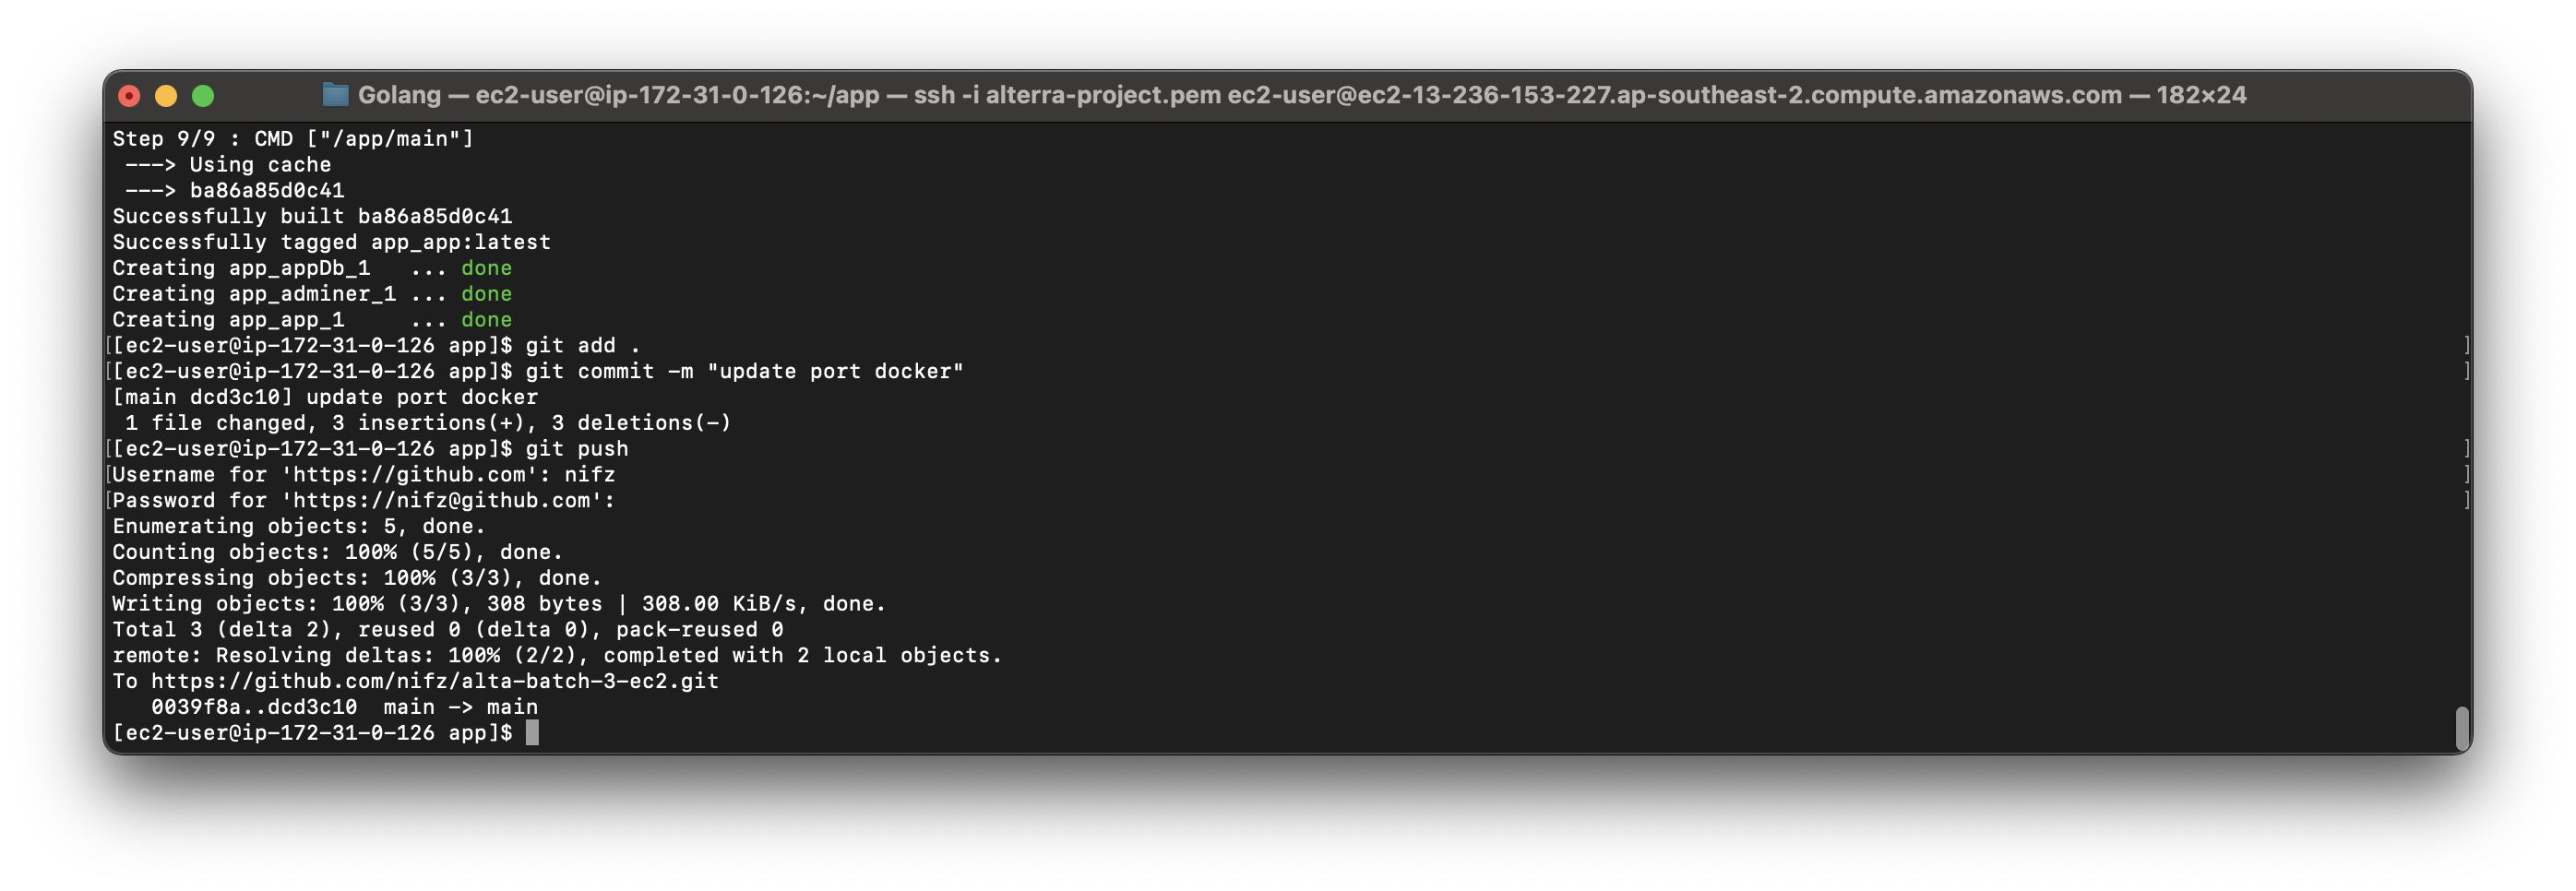 Golang — ec2-user@ip-172-31-0-126:~/app — ssh -i alterra-project.pem ec2-user@ec2-13-236-153-227.ap-southeast-2.compute.amazonaws.com — 182×24
Step 9/9 : CMD ["/app/main"]
 ---> Using cache
 ---> ba86a85d0c41
Successfully built ba86a85d0c41
Successfully tagged app_app:latest
Creating app_appDb_1   ... done
Creating app_adminer_1 ... done
Creating app_app_1     ... done
[[ec2-user@ip-172-31-0-126 app]$ git add . ]
[[ec2-user@ip-172-31-0-126 app]$ git commit -m "update port docker" ]
[main dcd3c10] update port docker
 1 file changed, 3 insertions(+), 3 deletions(-)
[[ec2-user@ip-172-31-0-126 app]$ git push ]
[Username for 'https://github.com': nifz ]
[Password for 'https://nifz@github.com': ]
Enumerating objects: 5, done.
Counting objects: 100% (5/5), done.
Compressing objects: 100% (3/3), done.
Writing objects: 100% (3/3), 308 bytes | 308.00 KiB/s, done.
Total 3 (delta 2), reused 0 (delta 0), pack-reused 0
remote: Resolving deltas: 100% (2/2), completed with 2 local objects.
To https://github.com/nifz/alta-batch-3-ec2.git
   0039f8a..dcd3c10  main -> main
[ec2-user@ip-172-31-0-126 app]$